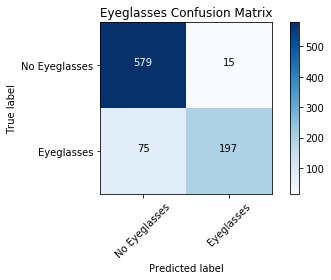 Eyeglasses Confusion Matrix
No Eyeglasses
Eyeglasses
True label
579
15
75
197
No Eyeglasses
Eyeglasses
Predicted label
500
400
300
200
100